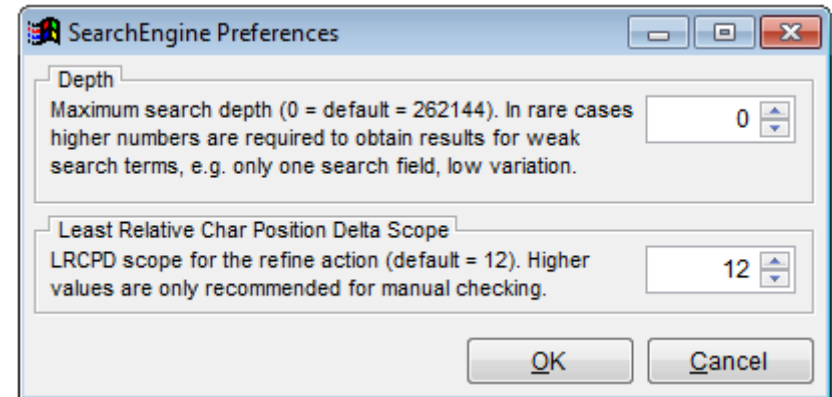 SearchEngine Preferences
Depth
Maximum search depth (0 = default = 262144). In rare cases
higher numbers are required to obtain results for weak
search terms, e.g. only one search field, low variation.
0
Least Relative Char Position Delta Scope
LRCPD scope for the refine action (default = 12). Higher
values are only recommended for manual checking.
12
OK
Cancel